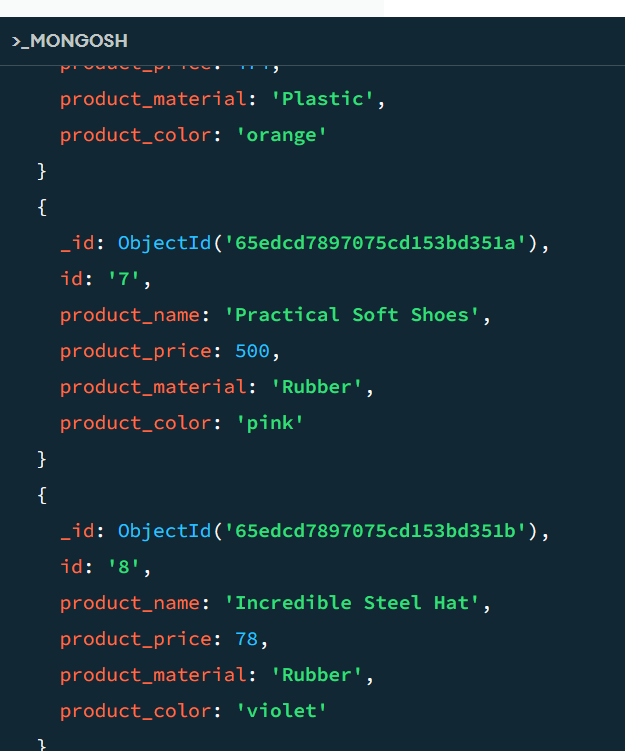 >_MONGOSH
product_material: 'Plastic',
product_color: 'orange'
}
{
_id: ObjectId('65edcd7897075cd153bd351a'),
id: '7',
product_name: 'Practical Soft Shoes',
product_price: 500,
product_material: 'Rubber',
product_color: 'pink'
}
{
_id: ObjectId('65edcd7897075cd153bd351b'),
id: '8',
product_name: 'Incredible Steel Hat',
product_price: 78,
product_material: 'Rubber',
product_color: 'violet'
}